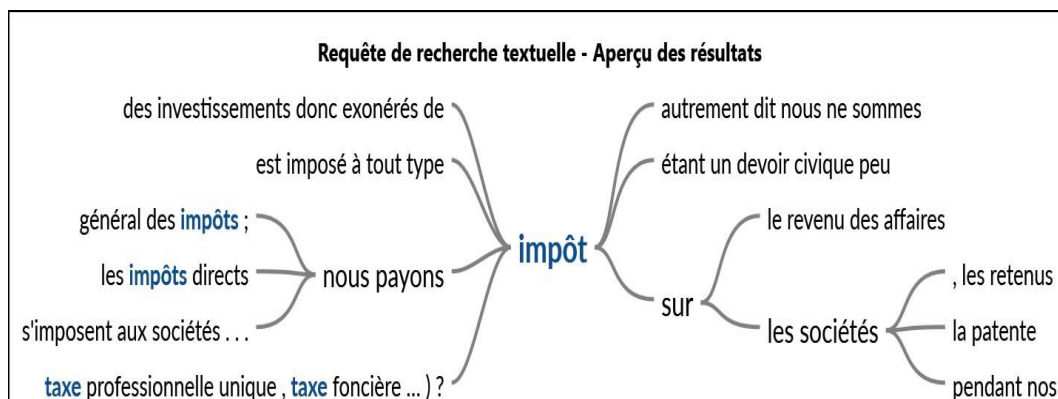 Requête de recherche textuelle - Aperçu des résultats
des investissements donc exonérés de
est imposé à tout type
général des impôts ;
les impôts directs
s'imposent aux sociétés . . .
nous payons
taxe professionnelle unique , taxe foncière ... ) ?
impôt
autrement dit nous ne sommes
étant un devoir civique peu
sur
le revenu des affaires
les sociétés
, les retenus
la patente
pendant nos